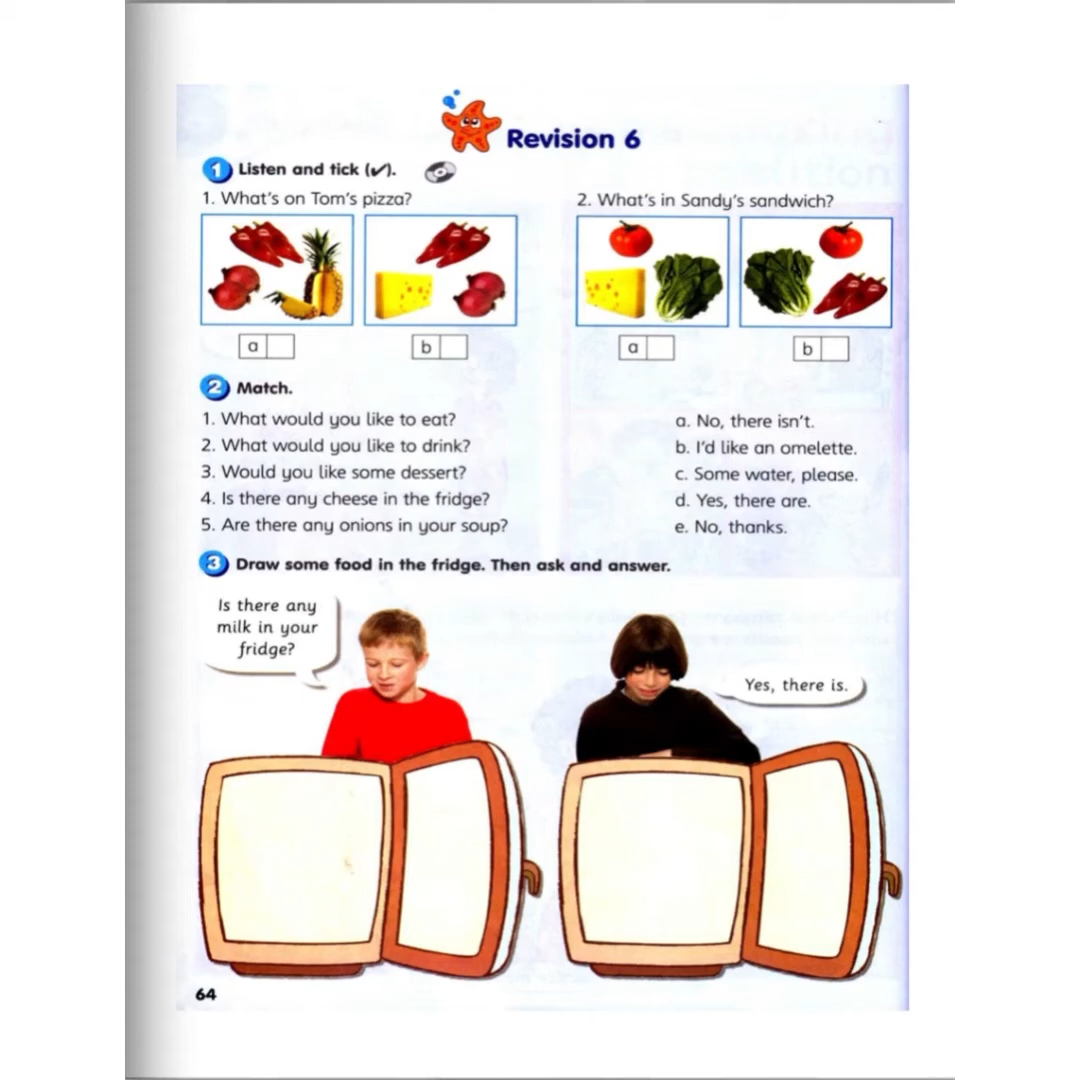 Revision 6
1 Listen and tick (✔).
1. What's on Tom's pizza?
2. What's in Sandy's sandwich?
a
b
a
b
2 Match.
1. What would you like to eat?
a. No, there isn't.
2. What would you like to drink?
b. I'd like an omelette.
3. Would you like some dessert?
c. Some water, please.
4. Is there any cheese in the fridge?
d. Yes, there are.
5. Are there any onions in your soup?
e. No, thanks.
3 Draw some food in the fridge. Then ask and answer.
Is there any
milk in your
fridge?
Yes, there is.
64